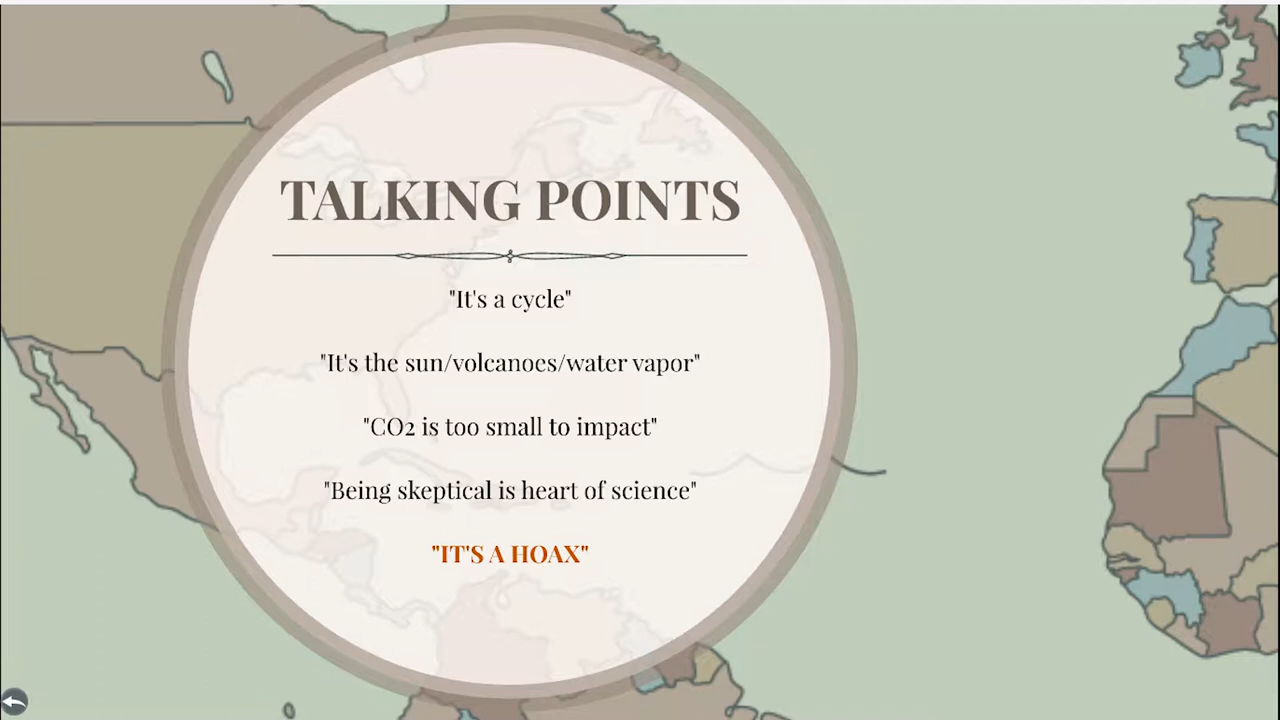 TALKING POINTS
"It's a cycle"
"It's the sun/volcanoes/water vapor"
"CO2 is too small to impact"
"Being skeptical is heart of science"
"IT'S A HOAX"